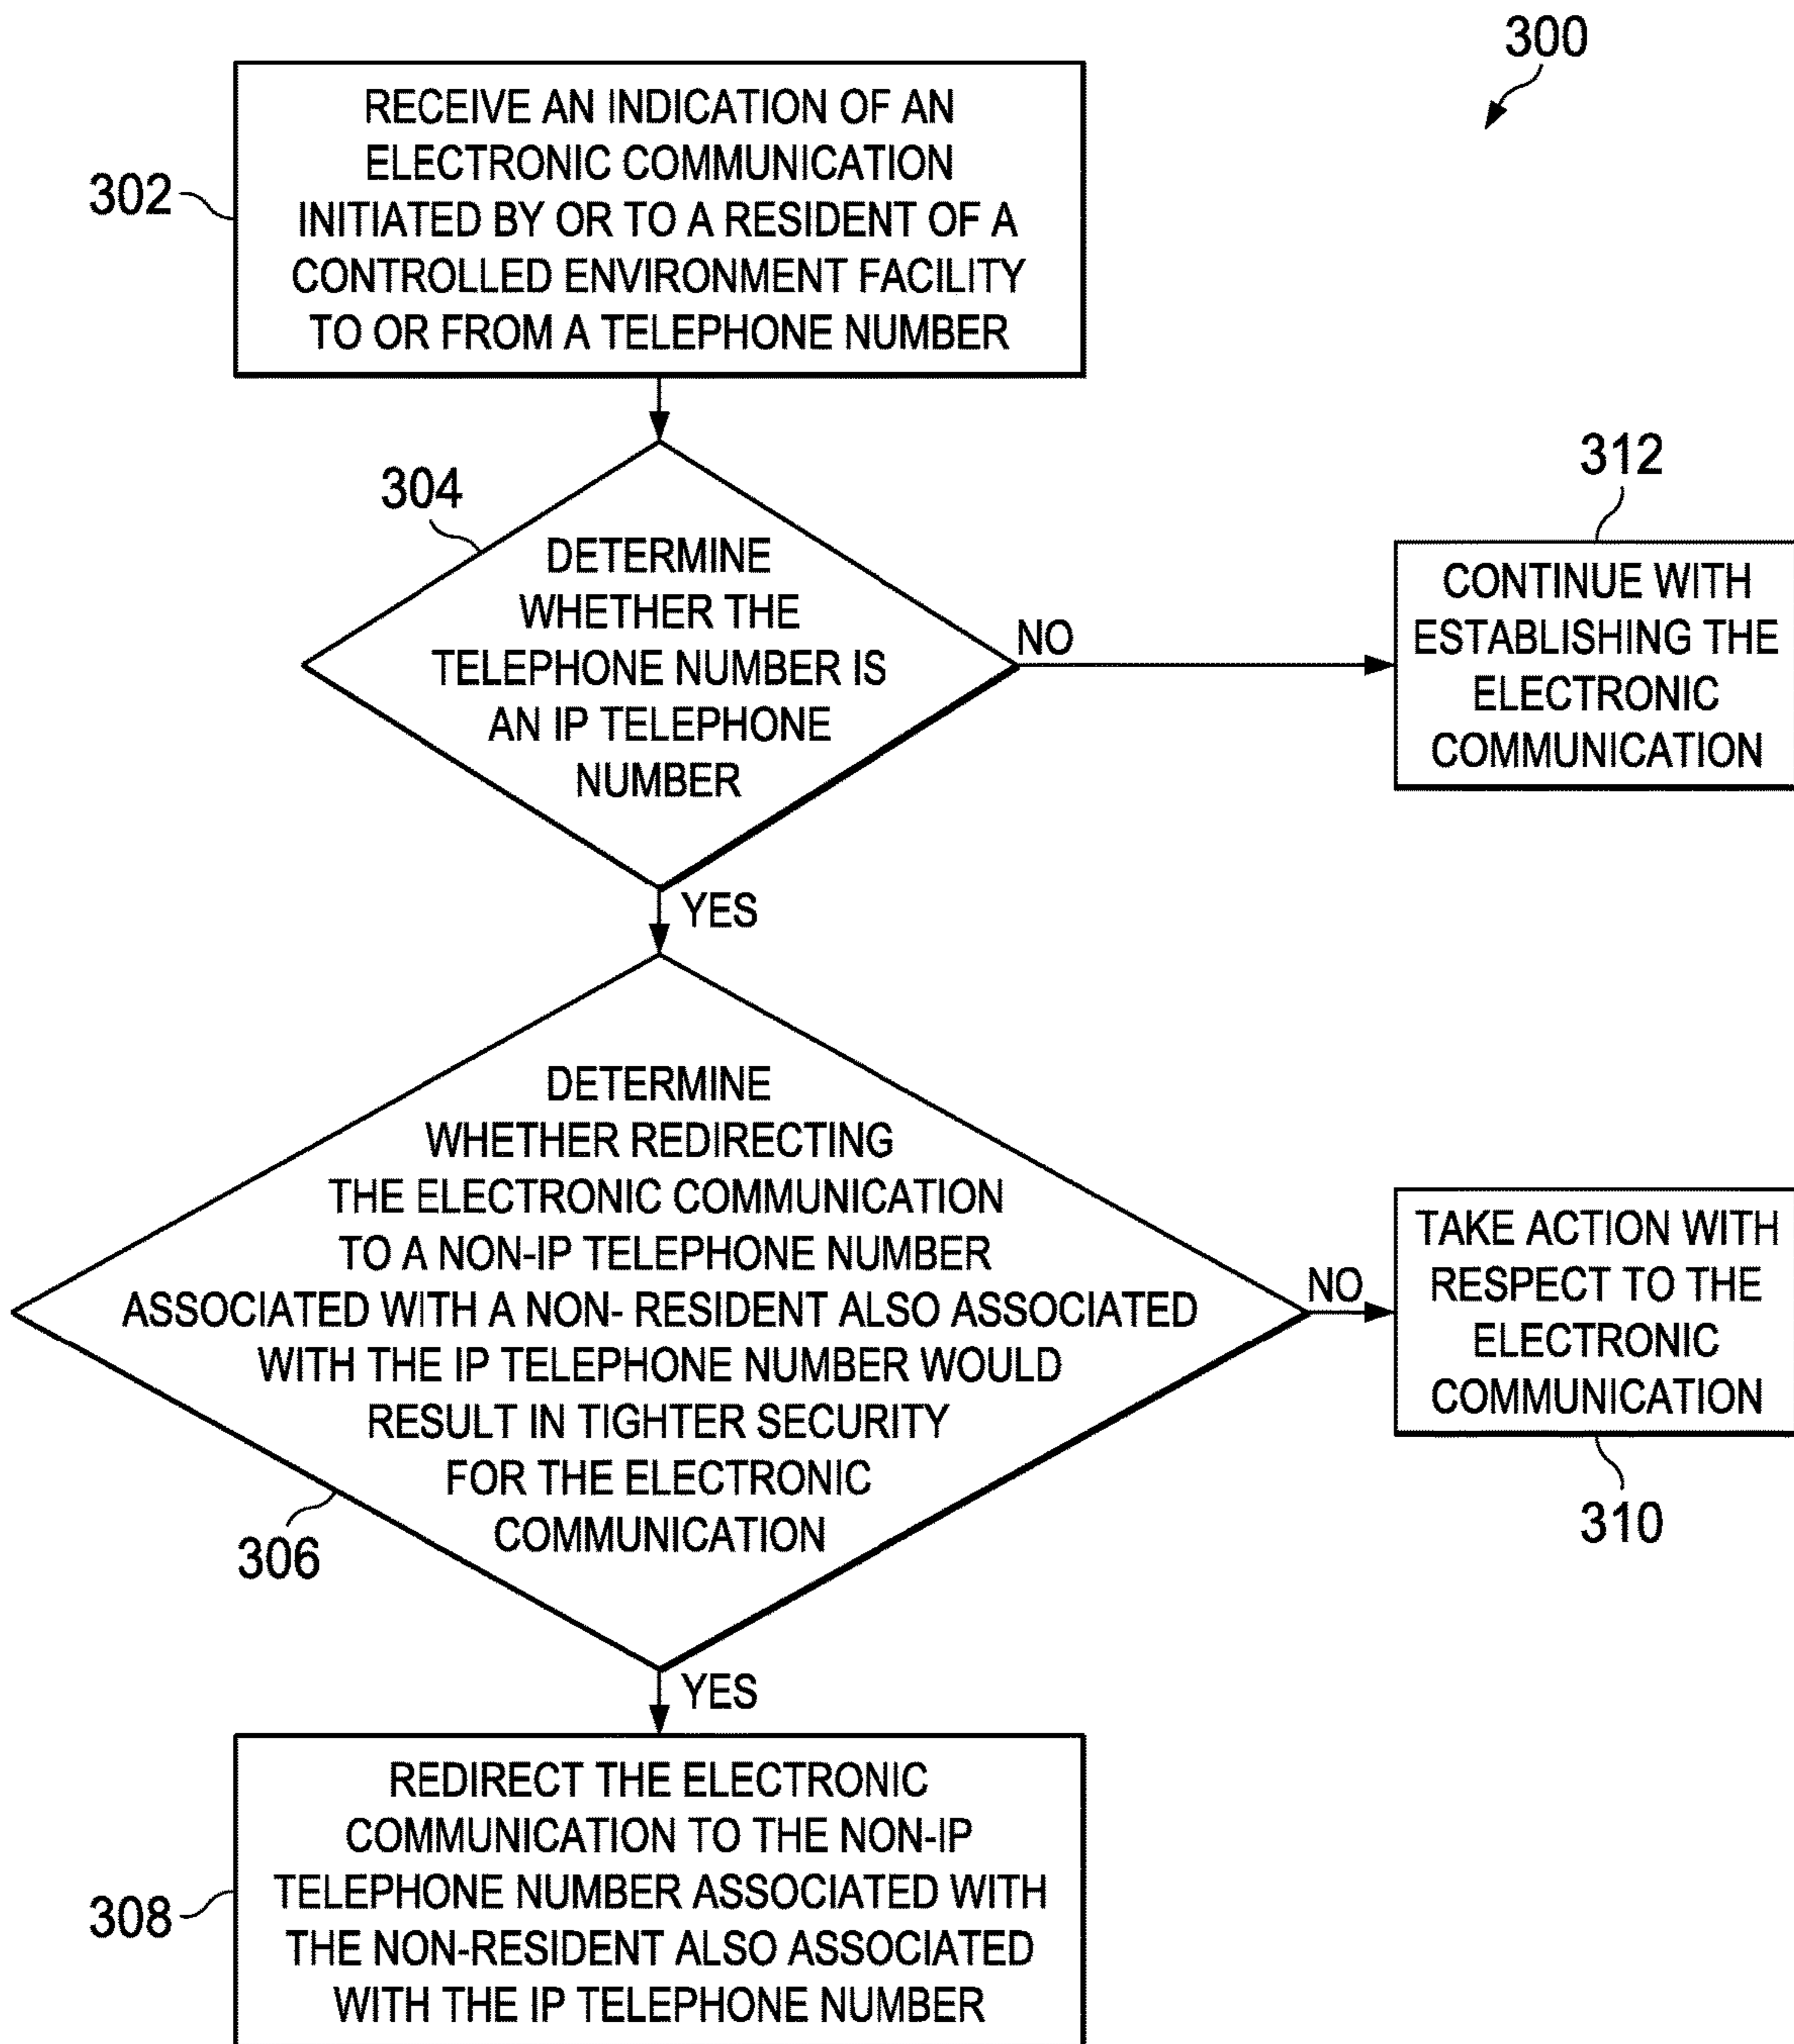 300
RECEIVE AN INDICATION OF AN
ELECTRONIC COMMUNICATION
INITIATED BY OR TO A RESIDENT OF A
CONTROLLED ENVIRONMENT FACILITY
TO OR FROM A TELEPHONE NUMBER
302
304
DETERMINE
WHETHER THE
TELEPHONE NUMBER IS
AN IP TELEPHONE
NUMBER
NO
312
CONTINUE WITH
ESTABLISHING THE
ELECTRONIC
COMMUNICATION
YES
DETERMINE
WHETHER REDIRECTING
THE ELECTRONIC COMMUNICATION
TO A NON-IP TELEPHONE NUMBER
ASSOCIATED WITH A NON- RESIDENT ALSO ASSOCIATED
WITH THE IP TELEPHONE NUMBER WOULD
RESULT IN TIGHTER SECURITY
FOR THE ELECTRONIC
COMMUNICATION
306
NO
TAKE ACTION WITH
RESPECT TO THE
ELECTRONIC
COMMUNICATION
310
YES
REDIRECT THE ELECTRONIC
COMMUNICATION TO THE NON-IP
TELEPHONE NUMBER ASSOCIATED WITH
THE NON-RESIDENT ALSO ASSOCIATED
WITH THE IP TELEPHONE NUMBER
308